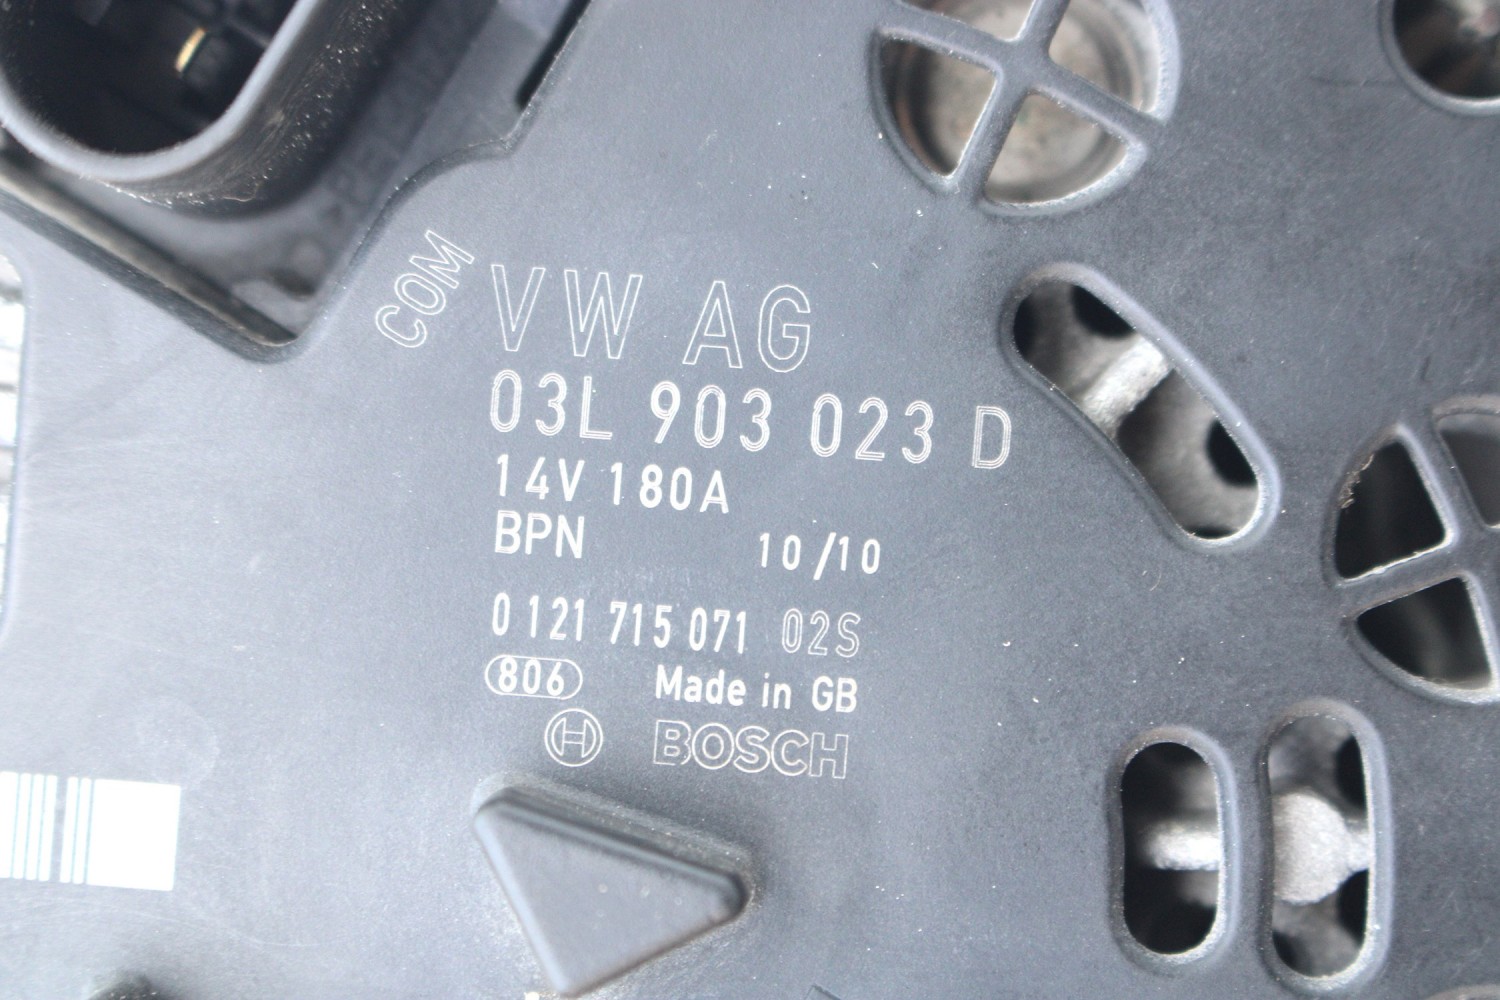 COM
VW AG
03L 903 023 D
14V 180A
BPN 10/10
0 121 715 071 02S
806 Made in GB
BOSCH